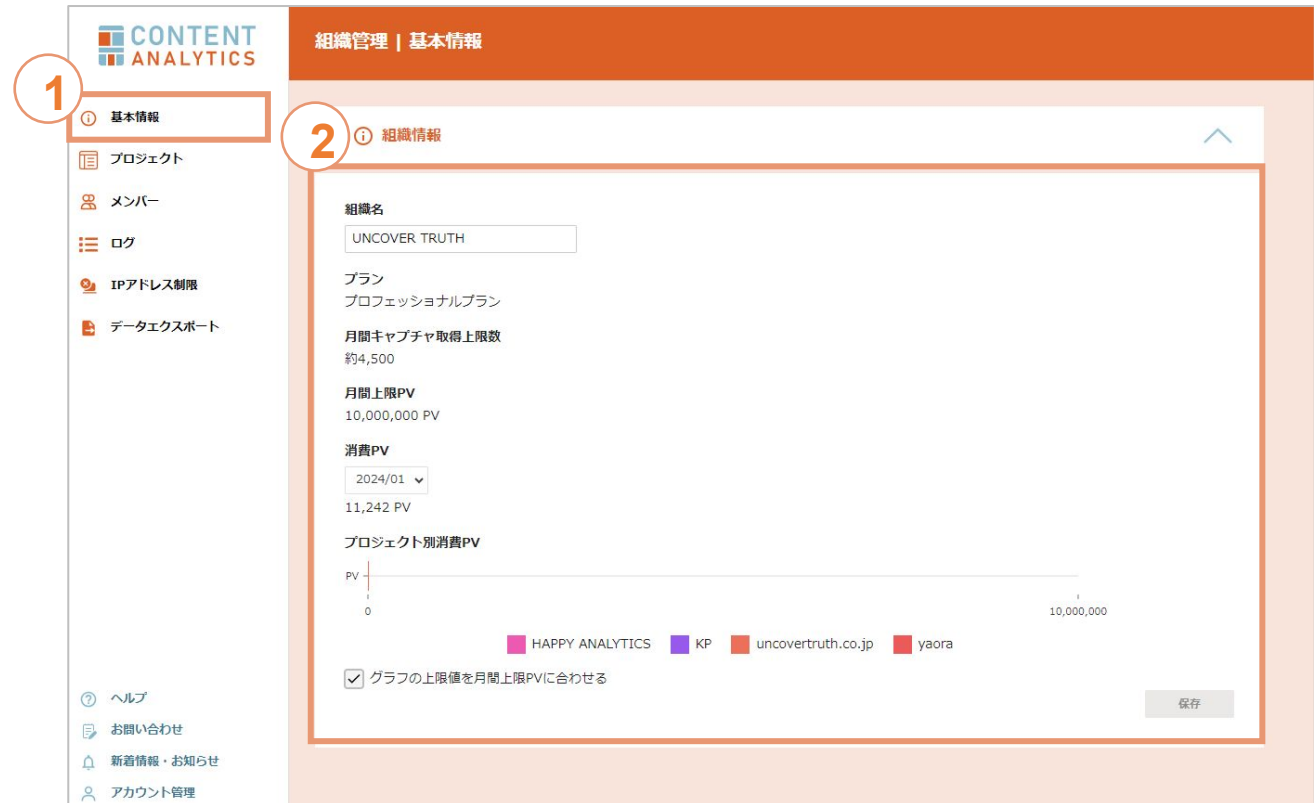 CONTENT
ANALYTICS
組織管理 | 基本情報
1
基本情報
プロジェクト
メンバー
ログ
IPアドレス制限
データエクスポート
2
組織情報
組織名
UNCOVER TRUTH
プラン
プロフェッショナルプラン
月間キャプチャ取得上限数
約4,500
月間上限PV
10,000,000 PV
消費PV
2024/01
11,242 PV
プロジェクト別消費PV
PV
0
10,000,000
HAPPY ANALYTICS KP uncovertruth.co.jp yaora
グラフの上限値を月間上限PVに合わせる
保存
ヘルプ
お問い合わせ
新着情報・お知らせ
アカウント管理